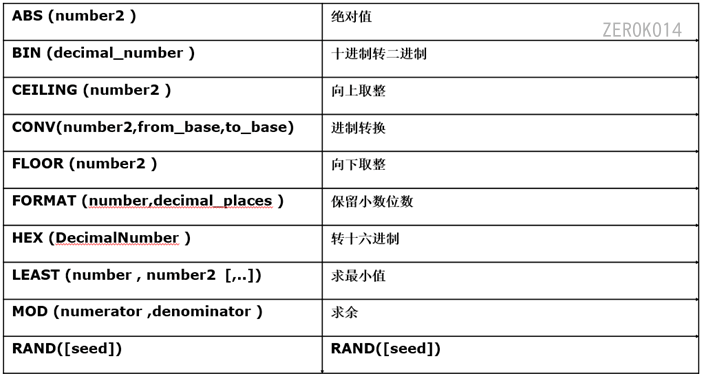 ABS (number2 ) 绝对值
ZER0K014
BIN (decimal_number ) 十进制转二进制
CEILING (number2 ) 向上取整
CONV(number2,from_base,to_base) 进制转换
FLOOR (number2 ) 向下取整
FORMAT (number,decimal_places ) 保留小数位数
HEX (DecimalNumber ) 转十六进制
LEAST (number , number2 [,..]) 求最小值
MOD (numerator ,denominator ) 求余
RAND([seed]) RAND([seed])